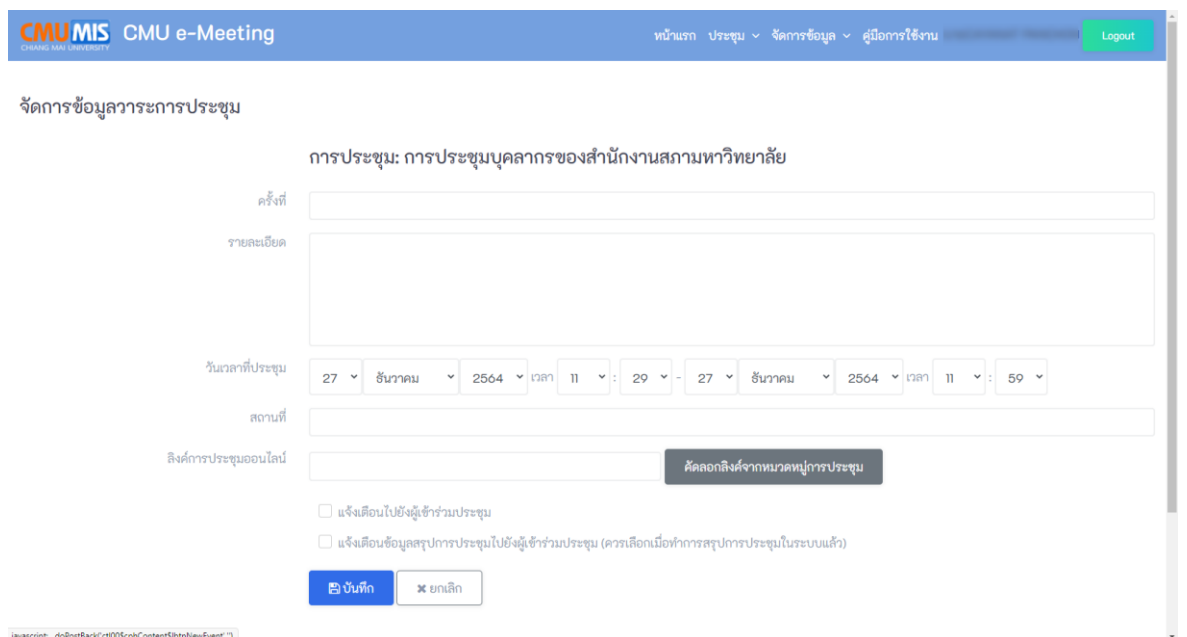 CMU MIS CMU e-Meeting หน้าแรก ประชุม จัดการข้อมูล คู่มือการใช้งาน Logout
CHIANG MAI UNIVERSITY
จัดการข้อมูลวาระการประชุม
การประชุม: การประชุมบุคลากรของสำนักงานสภามหาวิทยาลัย
ครั้งที่
รายละเอียด
วันเวลาที่ประชุม 27 ธันวาคม 2564 เวลา 11 : 29 - 27 ธันวาคม 2564 เวลา 11 : 59
สถานที่
ลิงค์การประชุมออนไลน์ คัดลอกลิงค์จากหมวดหมู่การประชุม
แจ้งเตือนไปยังผู้เข้าร่วมประชุม
แจ้งเตือนข้อมูลสรุปการประชุมไปยังผู้เข้าร่วมประชุม (ควรเลือกเมื่อทำการสรุปการประชุมในระบบแล้ว)
บันทึก ยกเลิก